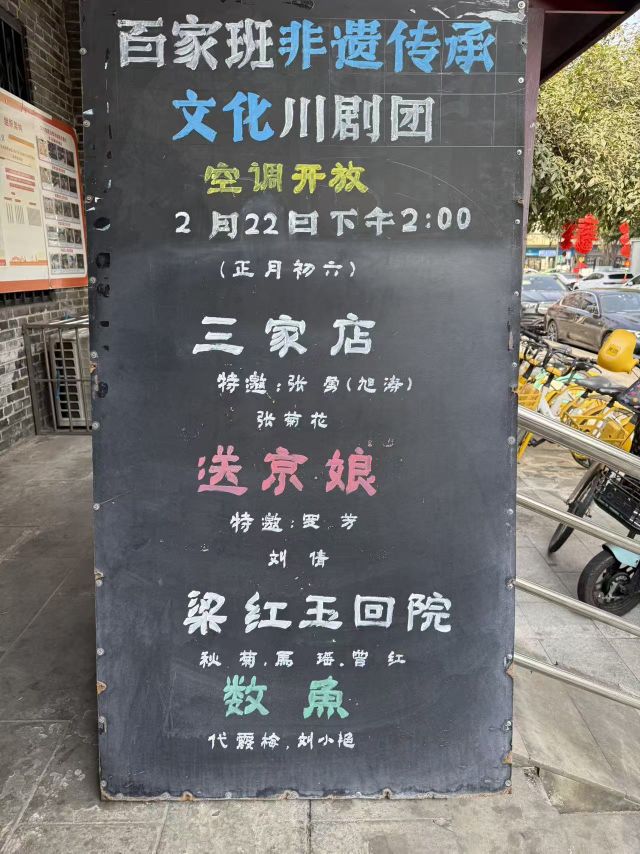 百家班非遗传承
文化川剧团
空调开放
2月22日下午2:00
(正月初六)
三家店
特邀:张勇(旭涛)
张菊花
送京娘
特邀:罗芳
刘倩
梁红玉回院
秋菊.禹瑶.曾红
数鱼
代霞梅,刘小艳